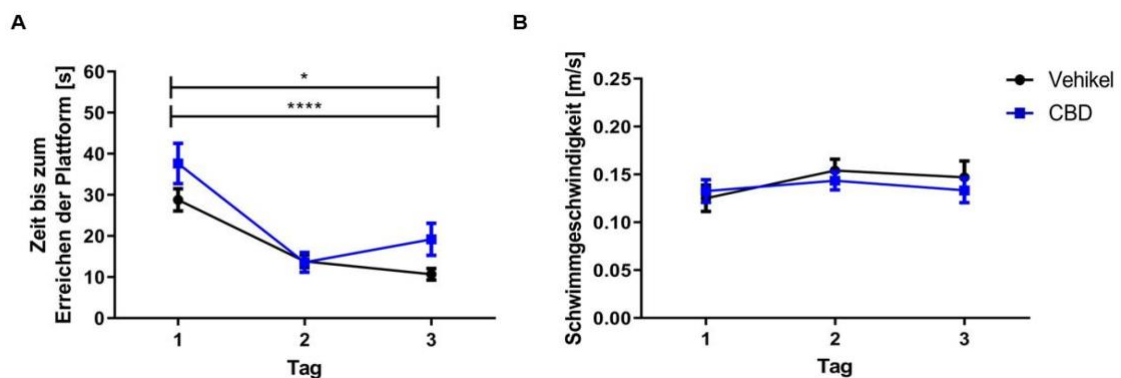 A
B
Zeit bis zum
Erreichen der Plattform [s]
60
50
40
30
20
10
0
*
****
1
2
3
Tag
Schwimmgeschwindigkeit [m/s]
0.25
0.20
0.15
0.10
0.05
0.00
1
2
3
Tag
Vehikel
CBD